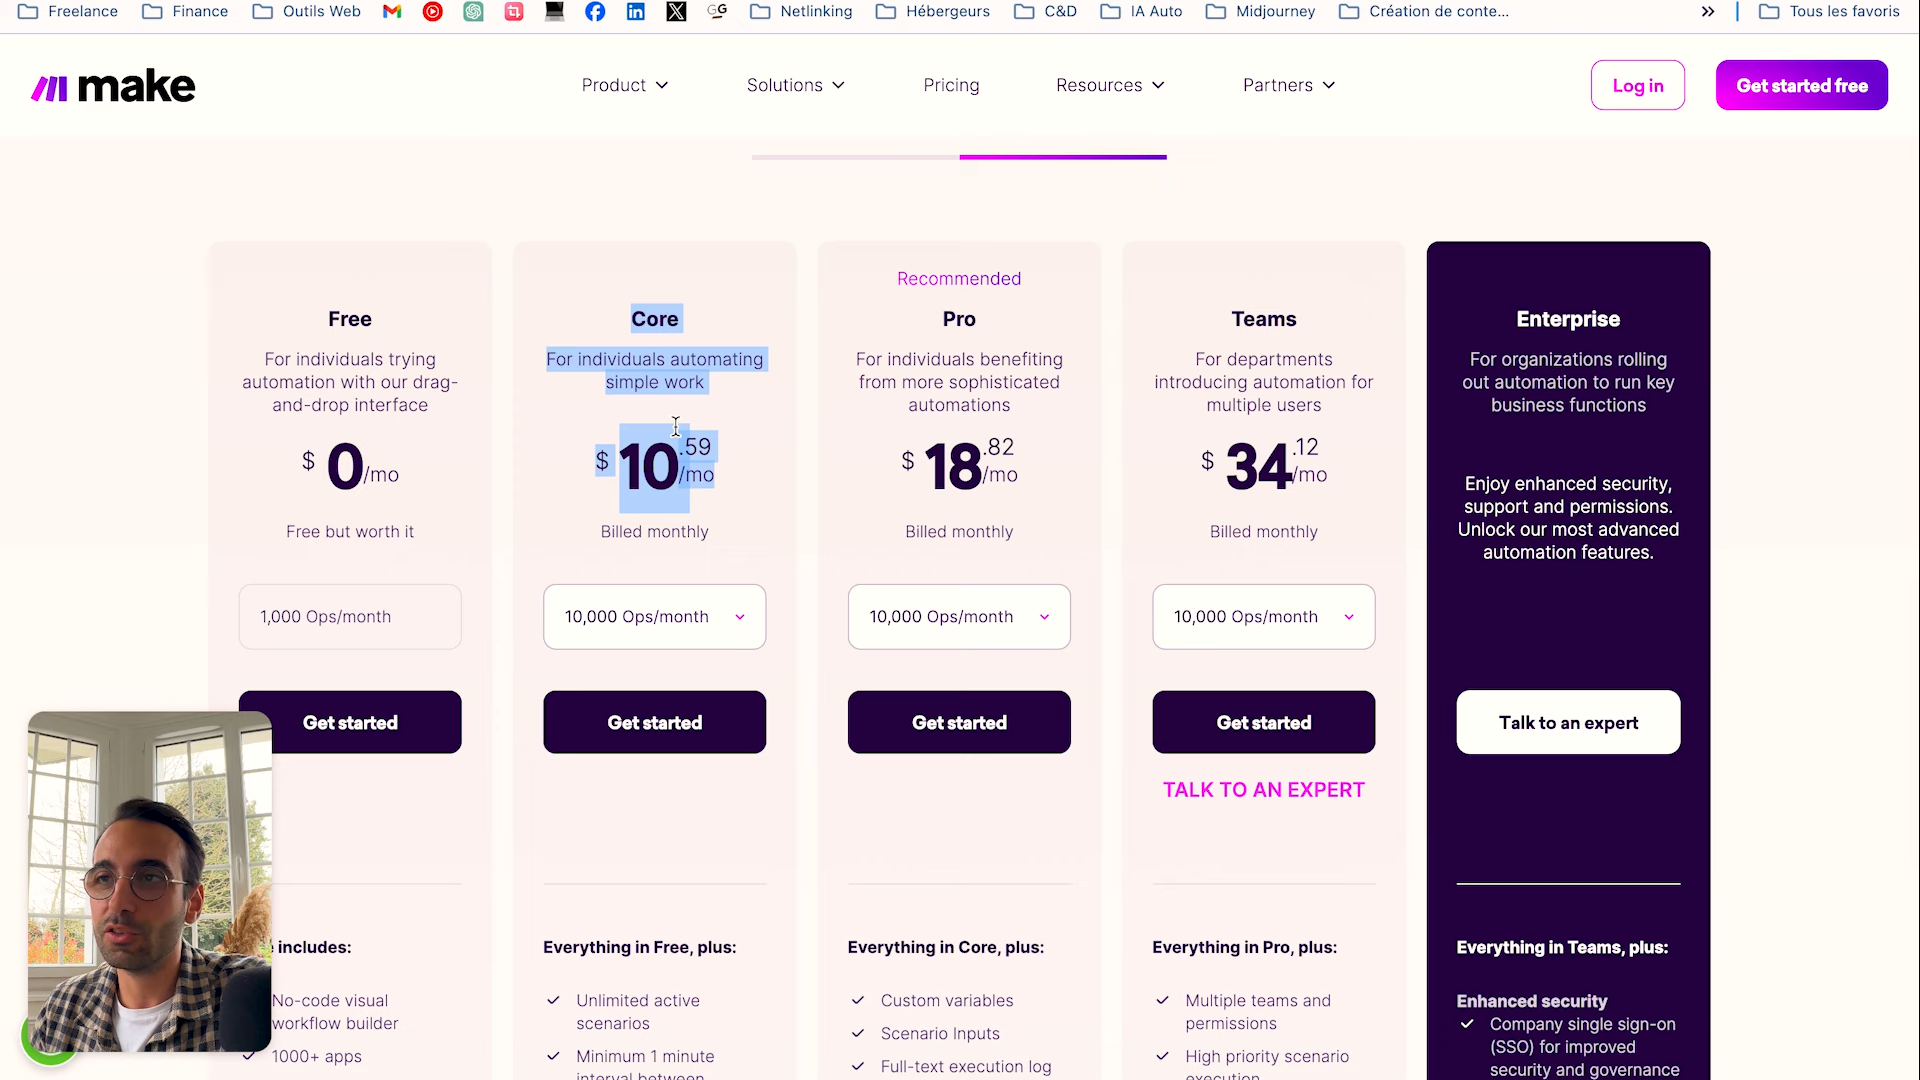 Freelance Finance Outils Web GG Netlinking Hébergeurs C&D IA Auto Midjourney Création de conte... » Tous les favoris
make Product Solutions Pricing Resources Partners Log in Get started free
Recommended
Free
For individuals trying
automation with our drag-
and-drop interface
$ 0/mo
Free but worth it
1,000 Ops/month
Get started
includes:
No-code visual
workflow builder
1000+ apps
Core
For individuals automating
simple work
$ 10.59/mo
Billed monthly
10,000 Ops/month
Get started
Everything in Free, plus:
Unlimited active
scenarios
Minimum 1 minute
interval between
Pro
For individuals benefiting
from more sophisticated
automations
$ 18.82/mo
Billed monthly
10,000 Ops/month
Get started
Everything in Core, plus:
Custom variables
Scenario Inputs
Full-text execution log
Teams
For departments
introducing automation for
multiple users
$ 34.12/mo
Billed monthly
10,000 Ops/month
Get started
TALK TO AN EXPERT
Everything in Pro, plus:
Multiple teams and
permissions
High priority scenario
execution
Enterprise
For organizations rolling
out automation to run key
business functions
Enjoy enhanced security,
support and permissions.
Unlock our most advanced
automation features.
Talk to an expert
Everything in Teams, plus:
Enhanced security
Company single sign-on
(SSO) for improved
security and governance